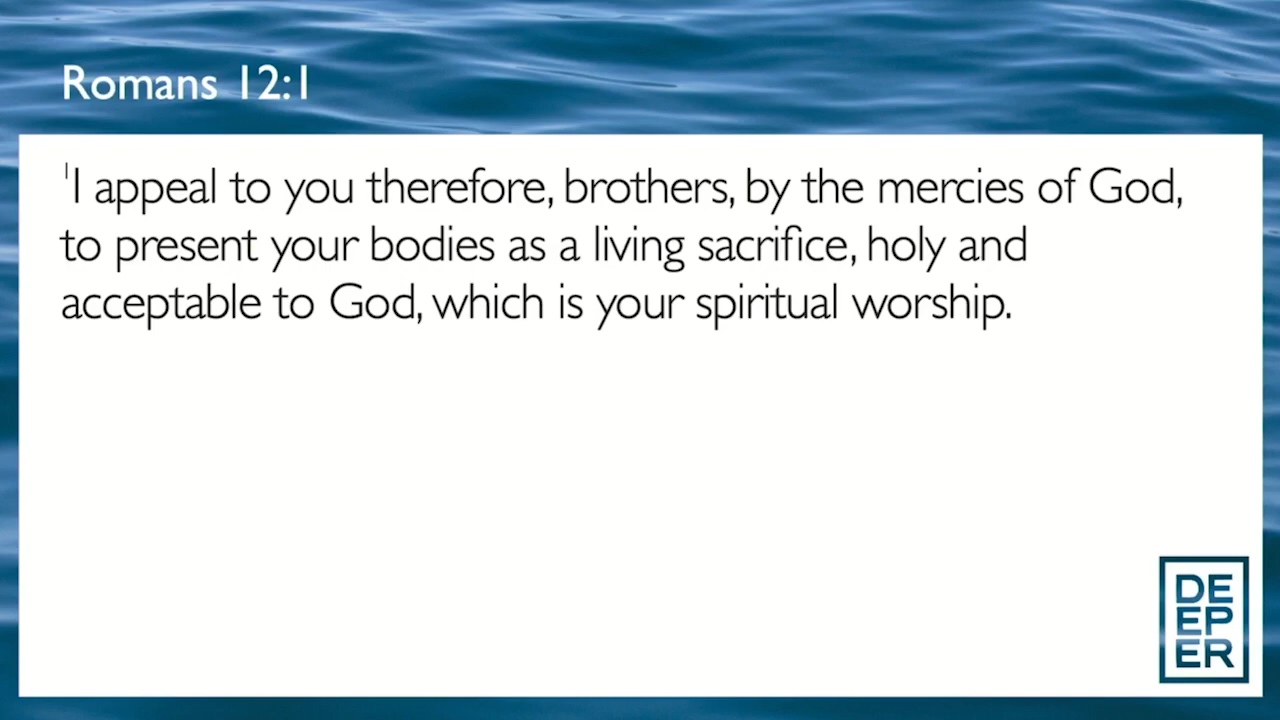 Romans 12:1
¹I appeal to you therefore, brothers, by the mercies of God,
to present your bodies as a living sacrifice, holy and
acceptable to God, which is your spiritual worship.
DE
EP
ER